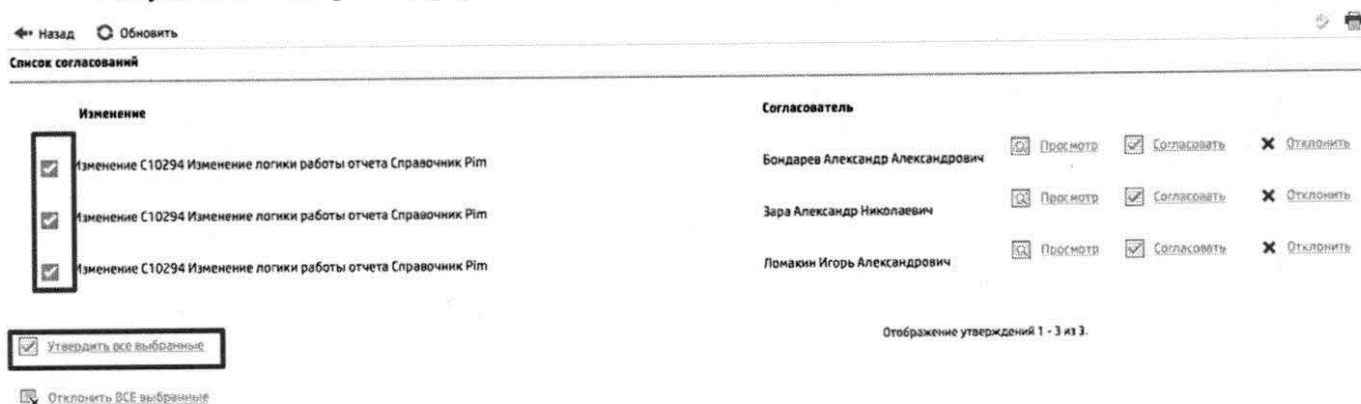 Назад Обновить
Список согласований
Изменение Согласователь
Изменение C10294 Изменение логики работы отчета Справочник Pim Бондарев Александр Александрович Просмотр Согласовать Отклонить
Изменение C10294 Изменение логики работы отчета Справочник Pim Зара Александр Николаевич Просмотр Согласовать Отклонить
Изменение C10294 Изменение логики работы отчета Справочник Pim Ломакин Игорь Александрович Просмотр Согласовать Отклонить
Утвердить все выбранные Отображение утверждений 1 - 3 из 3.
Отклонить ВСЕ выбранные